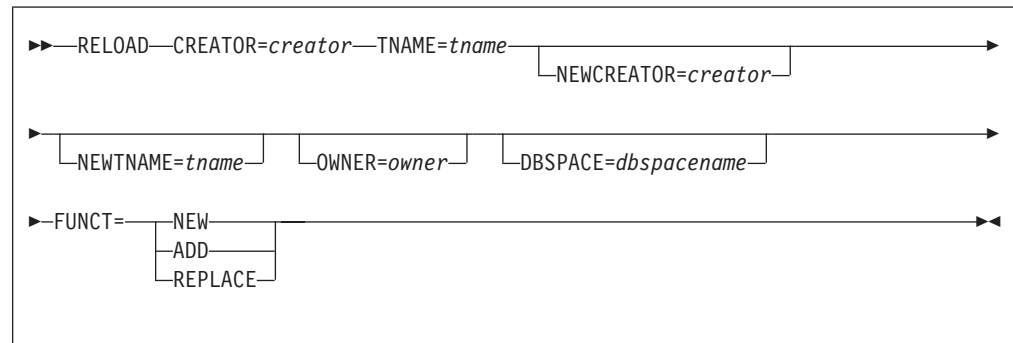 RELOAD CREATOR=creator TNAME=tname
NEWCREATOR=creator
NEWTNAME=tname OWNER=owner DBSPACE=dbspacename
FUNCT= NEW
ADD
REPLACE